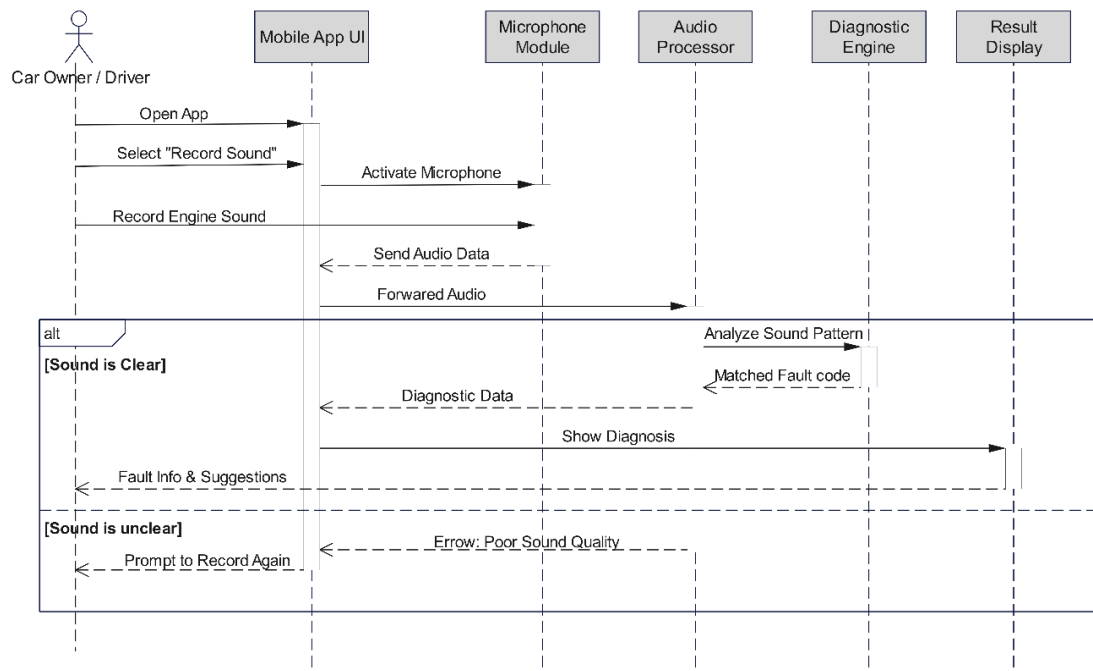 Car Owner / Driver
Mobile App UI
Microphone
Module
Audio
Processor
Diagnostic
Engine
Result
Display
Open App
Select "Record Sound"
Activate Microphone
Record Engine Sound
Send Audio Data
Forwared Audio
alt
[Sound is Clear]
Analyze Sound Pattern
Matched Fault code
Diagnostic Data
Show Diagnosis
Fault Info & Suggestions
[Sound is unclear]
Errow: Poor Sound Quality
Prompt to Record Again